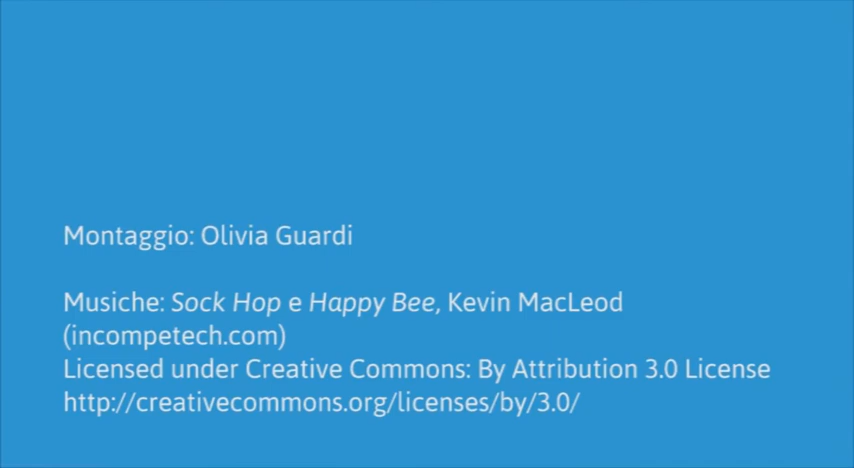 Montaggio: Olivia Guardi
Musiche: Sock Hop e Happy Bee, Kevin MacLeod
(incompetech.com)
Licensed under Creative Commons: By Attribution 3.0 License
http://creativecommons.org/licenses/by/3.0/